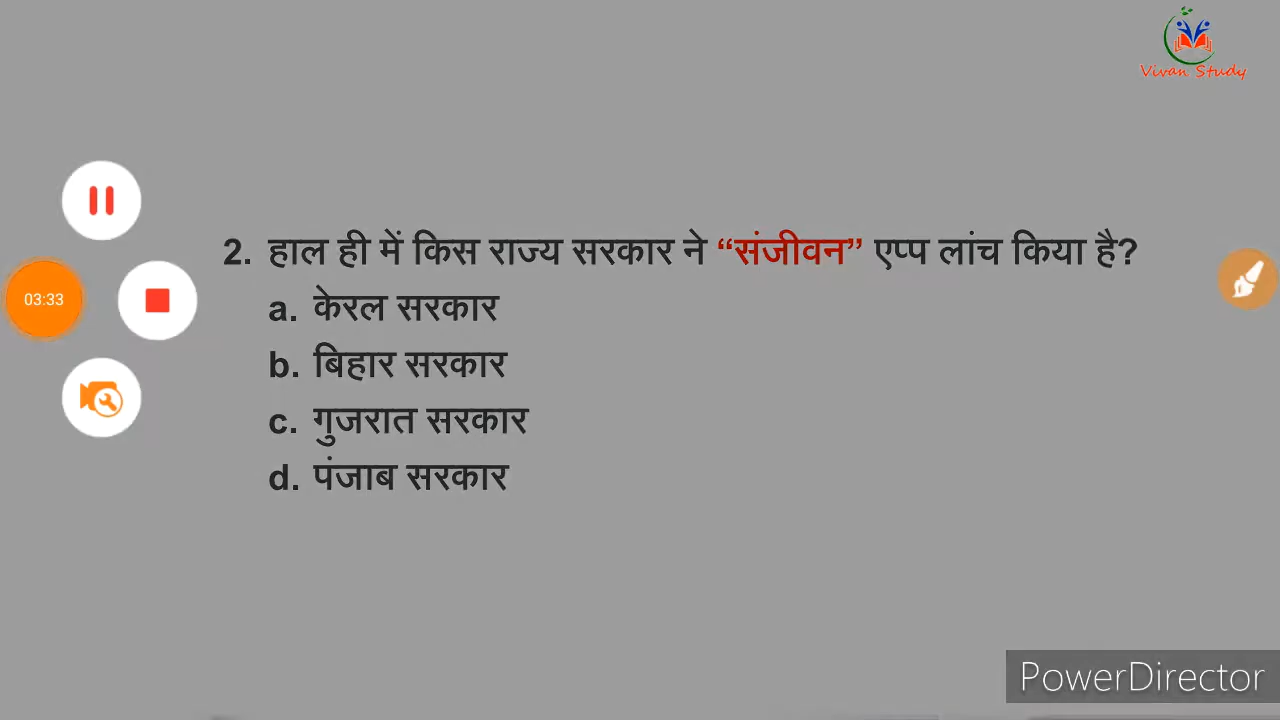 Vivan Study
2. हाल ही में किस राज्य सरकार ने “संजीवन” एप्प लांच किया है?
03:33
a. केरल सरकार
b. बिहार सरकार
c. गुजरात सरकार
d. पंजाब सरकार
PowerDirector